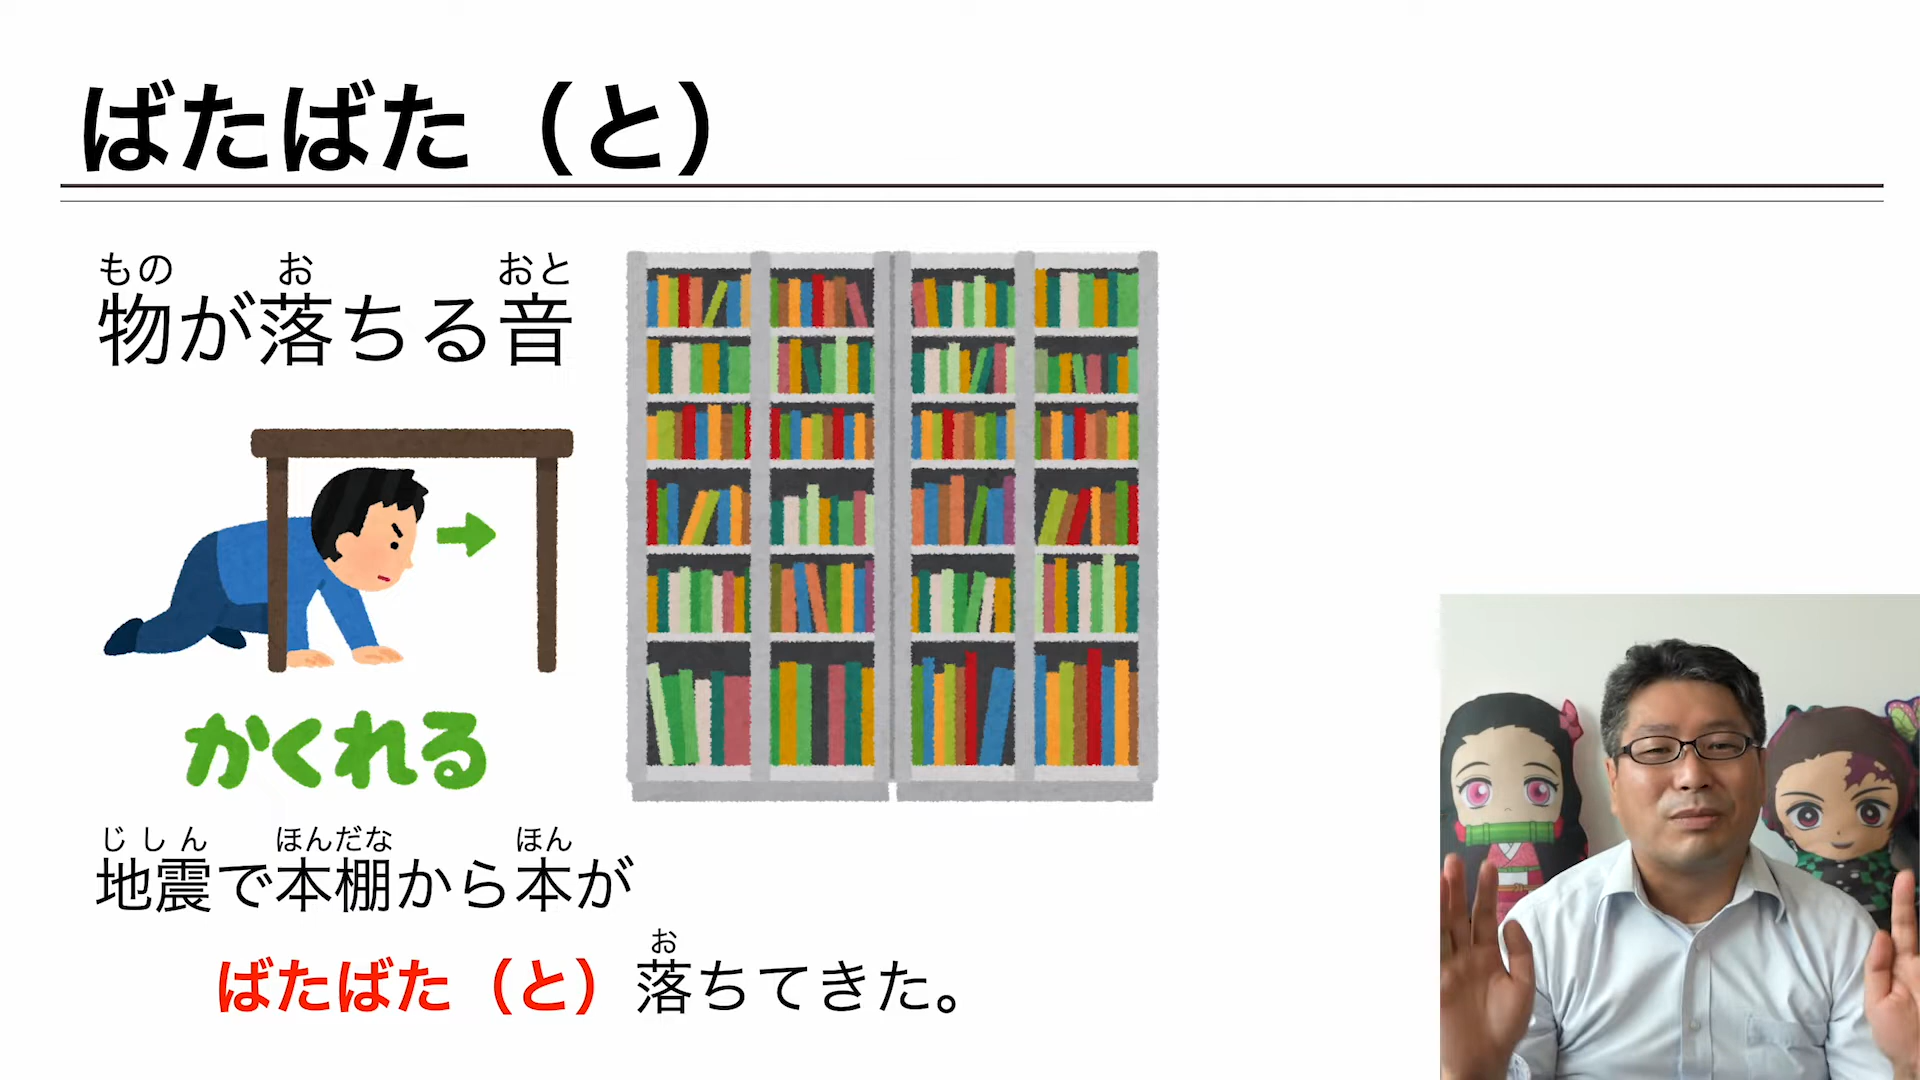 ばたばた（と）
もの お おと
物が落ちる音
かくれる
じしん ほんだな ほん
地震で本棚から本が
お
ばたばた（と）落ちてきた。